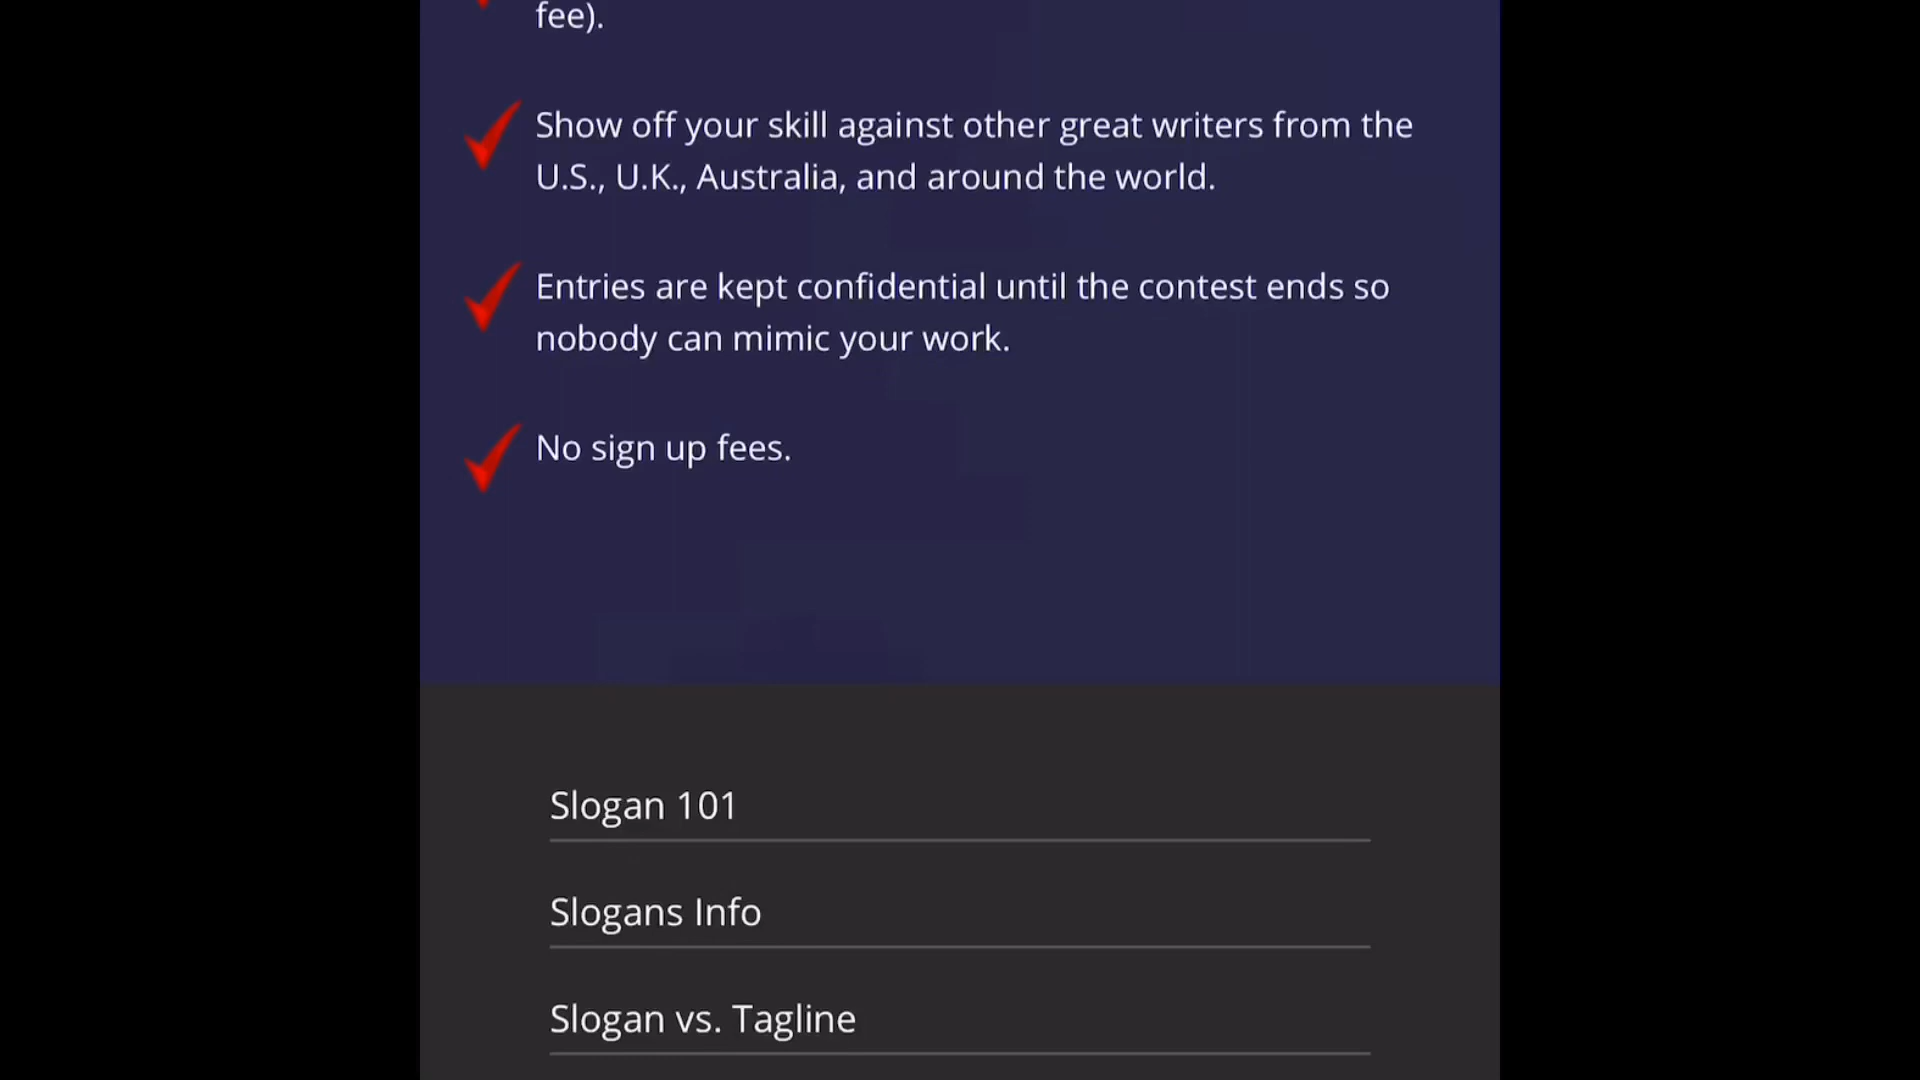 fee).
Show off your skill against other great writers from the
U.S., U.K., Australia, and around the world.
Entries are kept confidential until the contest ends so
nobody can mimic your work.
No sign up fees.
Slogan 101
Slogans Info
Slogan vs. Tagline